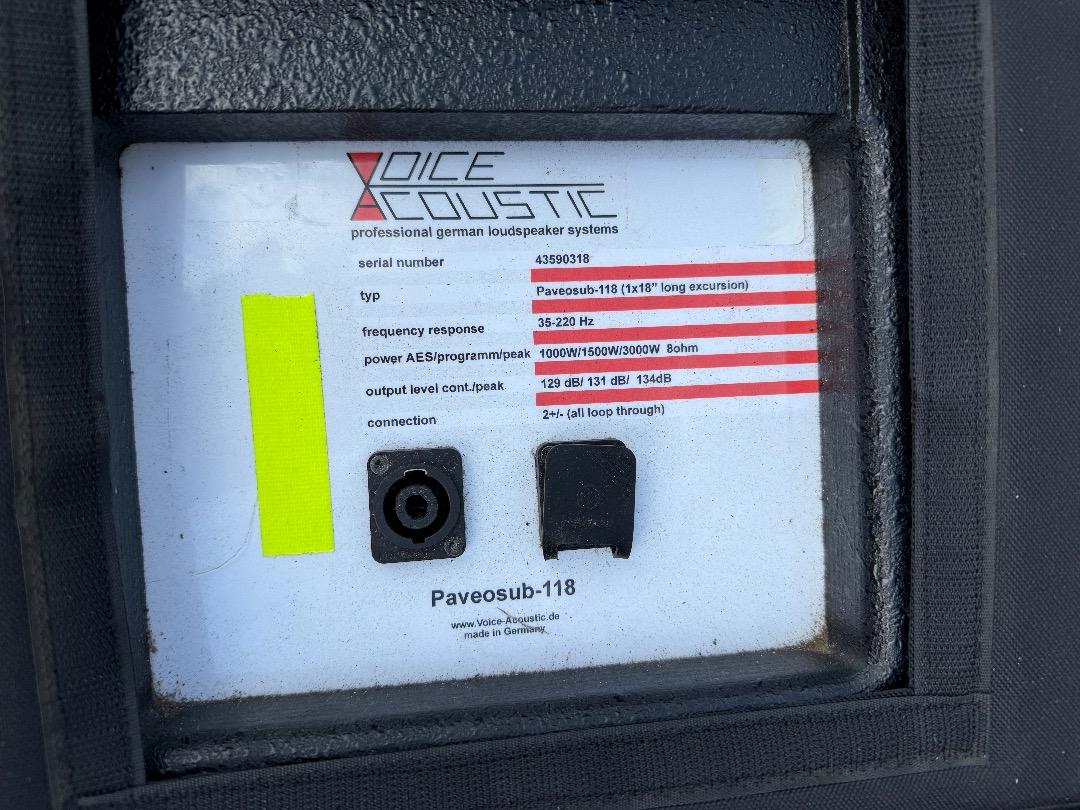 VOICE
ACOUSTIC
professional german loudspeaker systems
serial number 43590318
typ Paveosub-118 (1x18" long excursion)
frequency response 35-220 Hz
power AES/programm/peak 1000W/1500W/3000W 8ohm
output level cont./peak 129 dB/ 131 dB/ 134dB
connection 2+/- (all loop through)
Paveosub-118
www.Voice-Acoustic.de
made in Germany